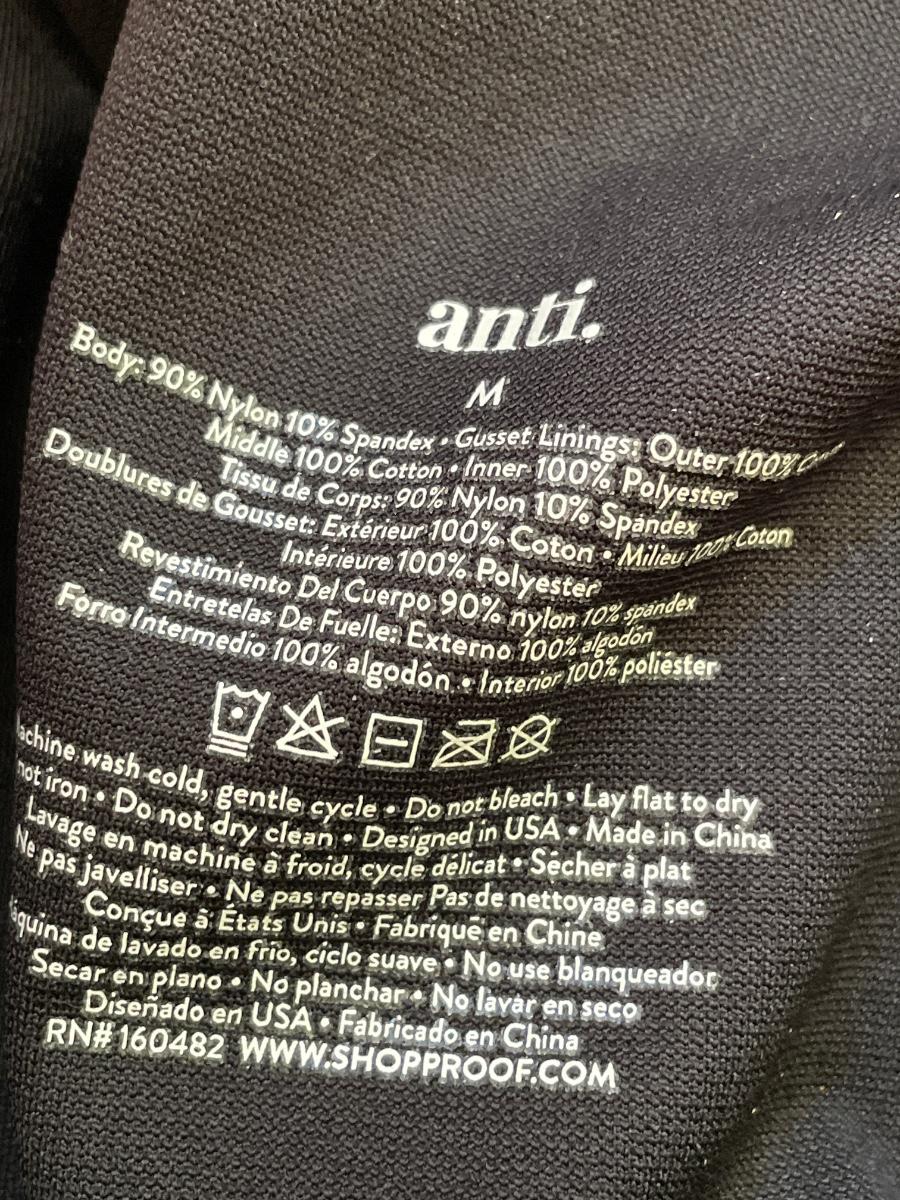 anti.
M
Body: 90% Nylon 10% Spandex • Gusset Linings: Outer 100%
Middle 100% Cotton • Inner 100% Polyester
Tissu de Corps: 90% Nylon 10% Spandex
Doublures de Gousset: Extérieur 100% Coton • Milieu 100% Coton
Intérieure 100% Polyester
Revestimiento Del Cuerpo 90% nylon 10% spandex
Entretelas De Fuelle: Externo 100% algodón
Forro Intermedio 100% algodón • Interior 100% poliéster
wash cold, gentle cycle • Do not bleach • Lay flat to dry
not iron • Do not dry clean • Designed in USA • Made in China
Lavage en machine à froid, cycle délicat • Sécher à plat
Ne pas javelliser • Ne pas repasser Pas de nettoyage à sec
Conçue à États Unis • Fabriqué en Chine
de lavado en frío, ciclo suave • No use blanqueador
Secar en plano • No planchar • No lavar en seco
Diseñado en USA • Fabricado en China
RN# 160482 WWW.SHOPPROOF.COM